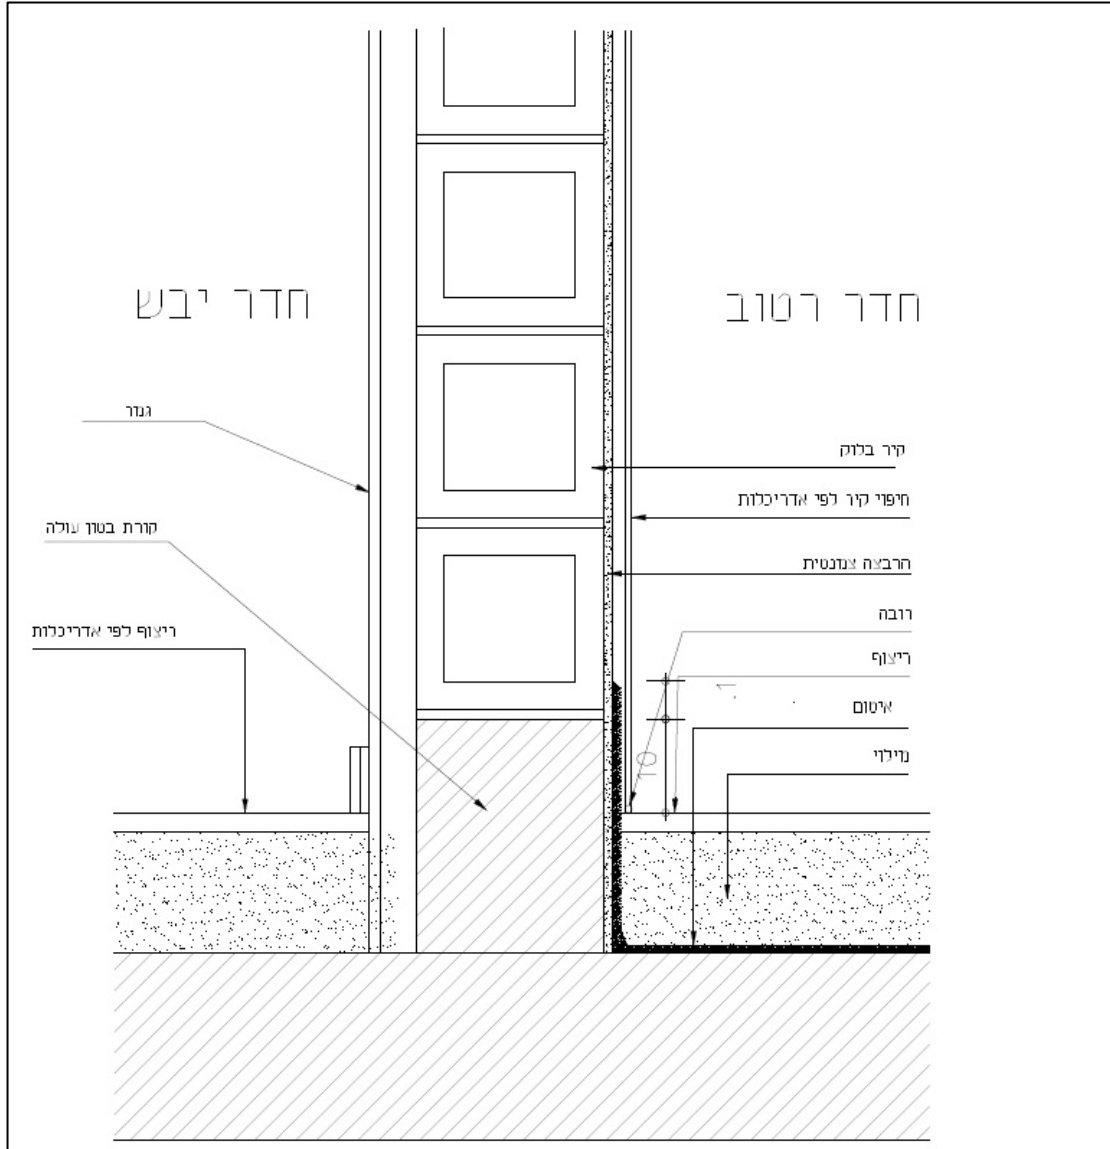 חדר יבש
חדר רטוב
גמר
קיר בלוק
חיפוי קיר לפי אדריכלות
קורת בטון עולה
הרבצה צמנטית
רובה
ריצוף לפי אדריכלות
ריצוף
איטום
10
מילוי